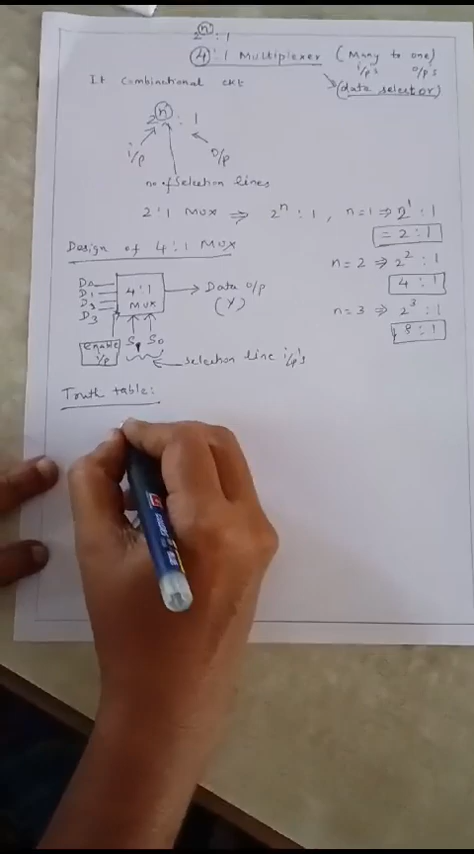 2ⁿ : 1
4 : 1 Multiplexer (Many to one)
i/p's o/p's
(data selector)
It Combinational ckt
2ⁿ : 1
i/p o/p
no of Selection lines
2 : 1 MUX ⇒ 2ⁿ : 1 , n=1 ⇒ 2¹ : 1
= 2 : 1
Design of 4 : 1 MUX
n = 2 ⇒ 2² : 1
4 : 1
n = 3 ⇒ 2³ : 1
8 : 1
D0
D1
D3
4 : 1
MUX
Data o/p
(Y)
enable
i/p
S1 S0
selection line i/p's
Truth table: